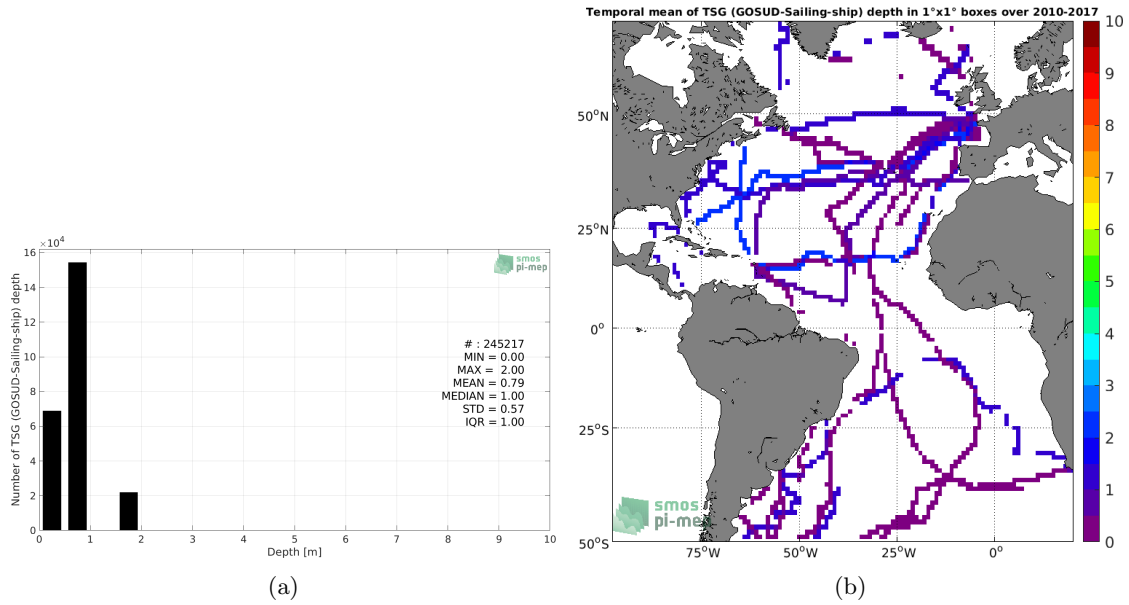 ×10⁴
16
14
12
10
8
6
4
2
0
Number of TSG (GOSUD-Sailing-ship) depth
0 1 2 3 4 5 6 7 8 9 10
Depth [m]
smos
pi-mep
# : 245217
MIN = 0.00
MAX = 2.00
MEAN = 0.79
MEDIAN = 1.00
STD = 0.57
IQR = 1.00
(a)
Temporal mean of TSG (GOSUD-Sailing-ship) depth in 1°x1° boxes over 2010-2017
50°N
25°N
0°
25°S
50°S
75°W 50°W 25°W 0°
smos
pi-mep
10
9
8
7
6
5
4
3
2
1
0
(b)